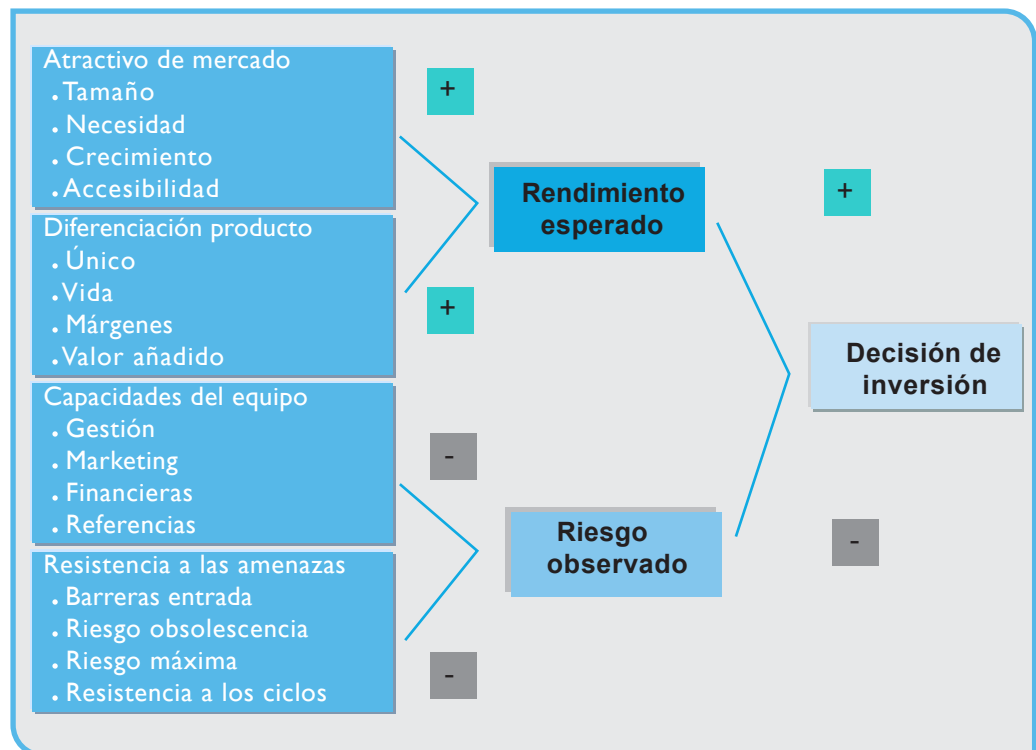 Atractivo de mercado
. Tamaño
. Necesidad
. Crecimiento
. Accesibilidad
+
Diferenciación producto
. Único
. Vida
. Márgenes
. Valor añadido
+
Capacidades del equipo
. Gestión
. Marketing
. Financieras
. Referencias
-
Resistencia a las amenazas
. Barreras entrada
. Riesgo obsolescencia
. Riesgo máxima
. Resistencia a los ciclos
-
Rendimiento
esperado
+
Riesgo
observado
-
Decisión de
inversión